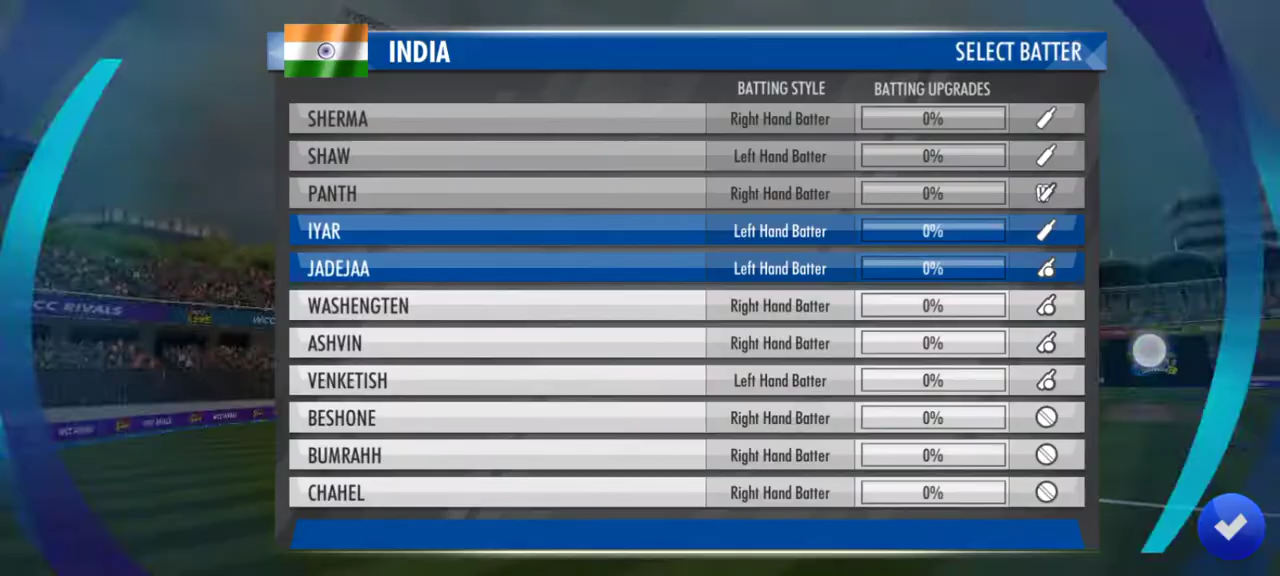 INDIA
SELECT BATTER
BATTING STYLE BATTING UPGRADES
SHERMA Right Hand Batter 0%
SHAW Left Hand Batter 0%
PANTH Right Hand Batter 0%
IYAR Left Hand Batter 0%
JADEJAA Left Hand Batter 0%
WASHENGTEN Right Hand Batter 0%
ASHVIN Right Hand Batter 0%
VENKETISH Left Hand Batter 0%
BESHONE Right Hand Batter 0%
BUMRAHH Right Hand Batter 0%
CHAHEL Right Hand Batter 0%
CC RIVALS
WCC
WCC RIVALS